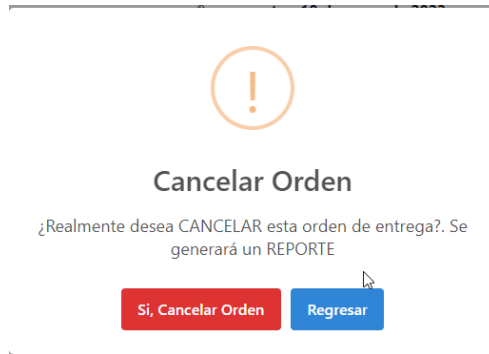 !
Cancelar Orden
¿Realmente desea CANCELAR esta orden de entrega?. Se
generará un REPORTE
Si, Cancelar Orden
Regresar